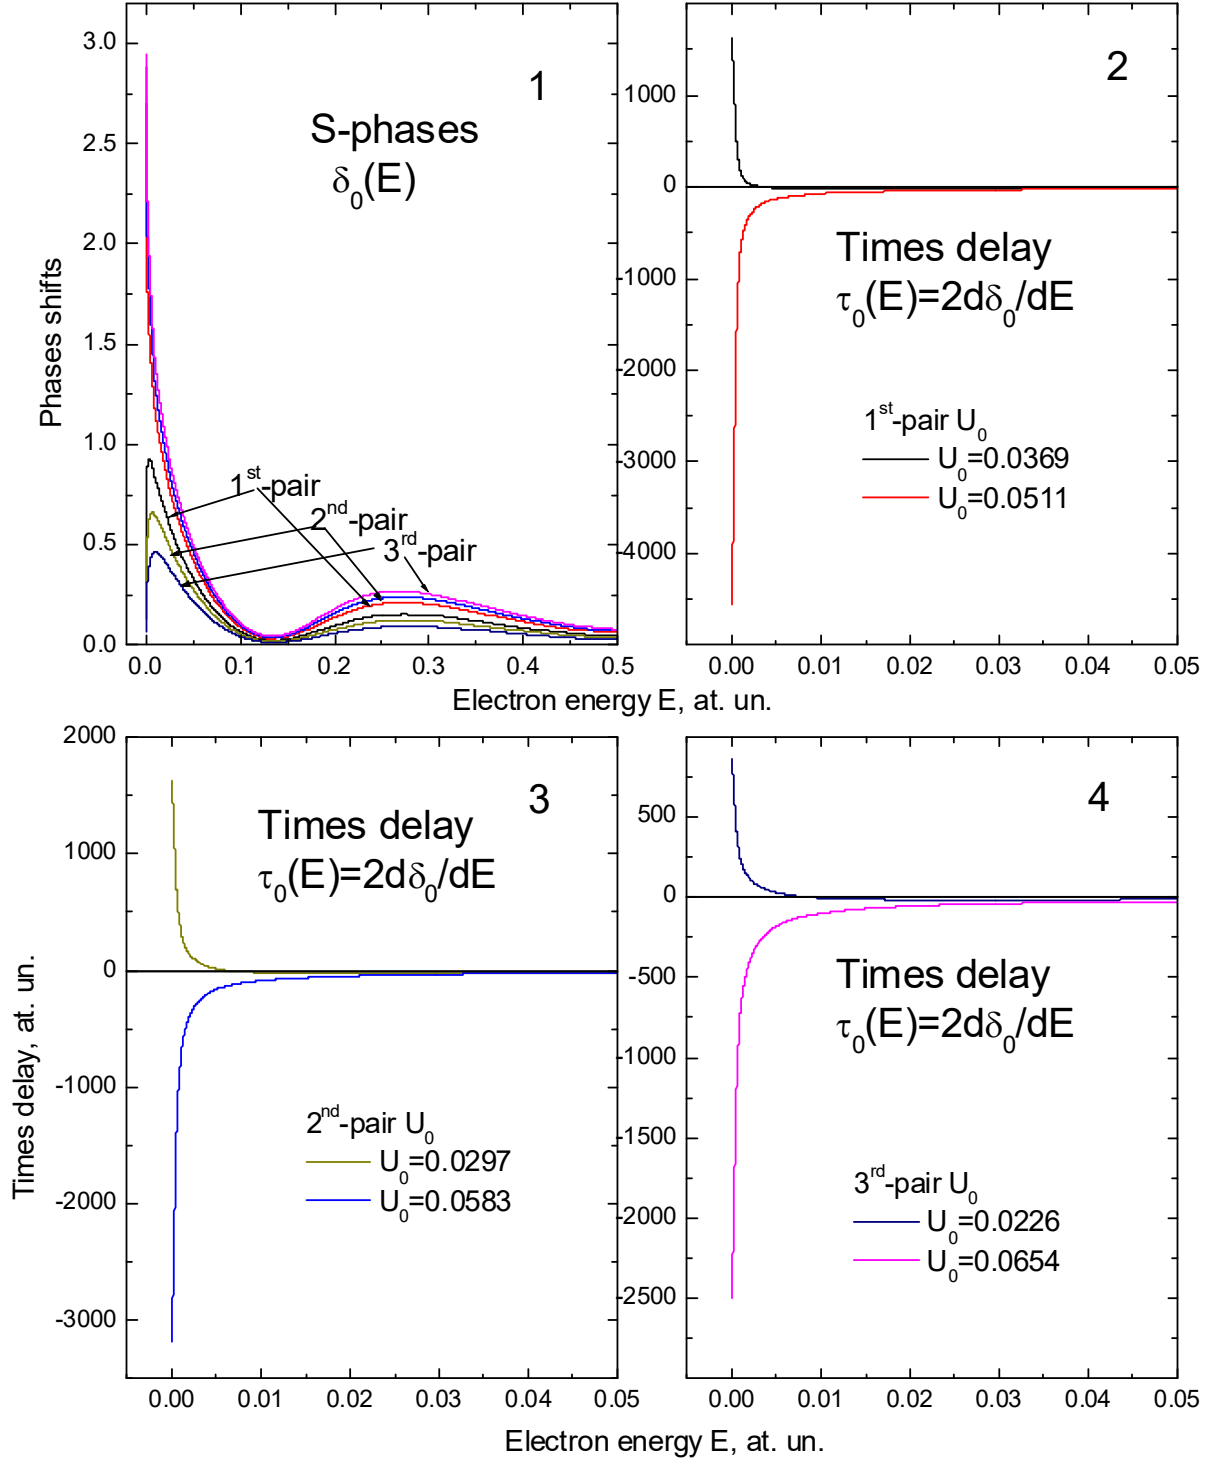 1
S-phases
δ₀(E)
Phases shifts
3.0
2.5
2.0
1.5
1.0
0.5
0.0
1st-pair
2nd-pair
3rd-pair
0.0 0.1 0.2 0.3 0.4 0.5
2
1000
0
-1000
-2000
-3000
-4000
Times delay
τ₀(E)=2dδ₀/dE
1st-pair U₀
U₀=0.0369
U₀=0.0511
0.00 0.01 0.02 0.03 0.04 0.05
Electron energy E, at. un.
3
2000
1000
0
-1000
-2000
-3000
Times delay, at. un.
Times delay
τ₀(E)=2dδ₀/dE
2nd-pair U₀
U₀=0.0297
U₀=0.0583
0.00 0.01 0.02 0.03 0.04 0.05
4
500
0
-500
-1000
-1500
-2000
-2500
Times delay
τ₀(E)=2dδ₀/dE
3rd-pair U₀
U₀=0.0226
U₀=0.0654
0.00 0.01 0.02 0.03 0.04 0.05
Electron energy E, at. un.